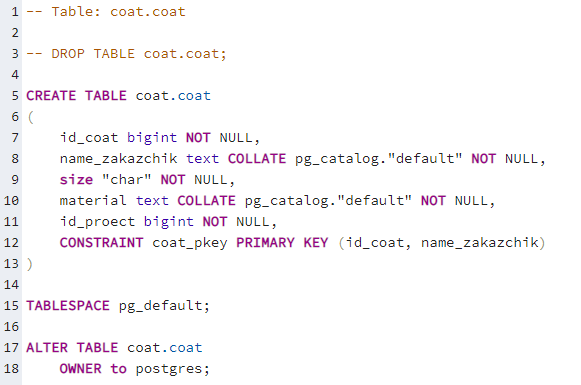 1 -- Table: coat.coat
2
3 -- DROP TABLE coat.coat;
4
5 CREATE TABLE coat.coat
6 (
7     id_coat bigint NOT NULL,
8     name_zakazchik text COLLATE pg_catalog."default" NOT NULL,
9     size "char" NOT NULL,
10     material text COLLATE pg_catalog."default" NOT NULL,
11     id_proect bigint NOT NULL,
12     CONSTRAINT coat_pkey PRIMARY KEY (id_coat, name_zakazchik)
13 )
14
15 TABLESPACE pg_default;
16
17 ALTER TABLE coat.coat
18     OWNER to postgres;